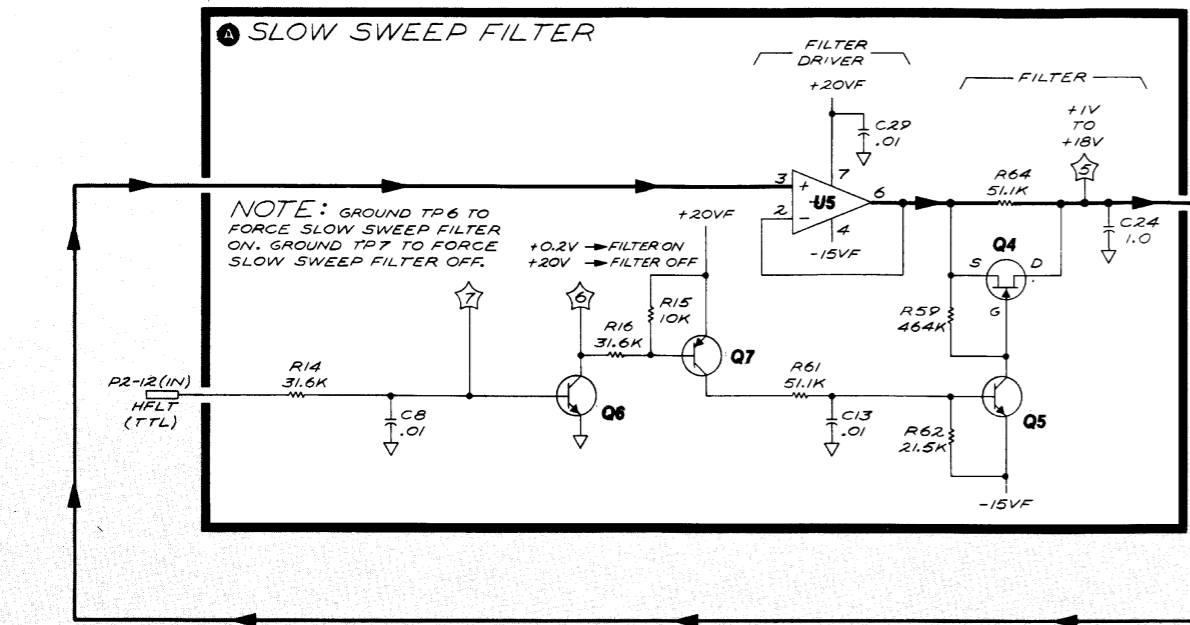 A SLOW SWEEP FILTER
FILTER
DRIVER
+20VF
C29
.01
FILTER
+1V
TO
+18V
5
R64
51.1K
C24
1.0
3
+
7
U5
6
2
-
4
-15VF
NOTE: GROUND TP6 TO
FORCE SLOW SWEEP FILTER
ON. GROUND TP7 TO FORCE
SLOW SWEEP FILTER OFF.
+0.2V → FILTER ON
+20V → FILTER OFF
+20VF
Q4
S
D
G
R59
464K
7
6
R15
10K
R16
31.6K
Q7
P2-12(IN)
HFLT
(TTL)
R14
31.6K
C8
.01
Q6
R61
51.1K
C13
.01
R62
21.5K
Q5
-15VF